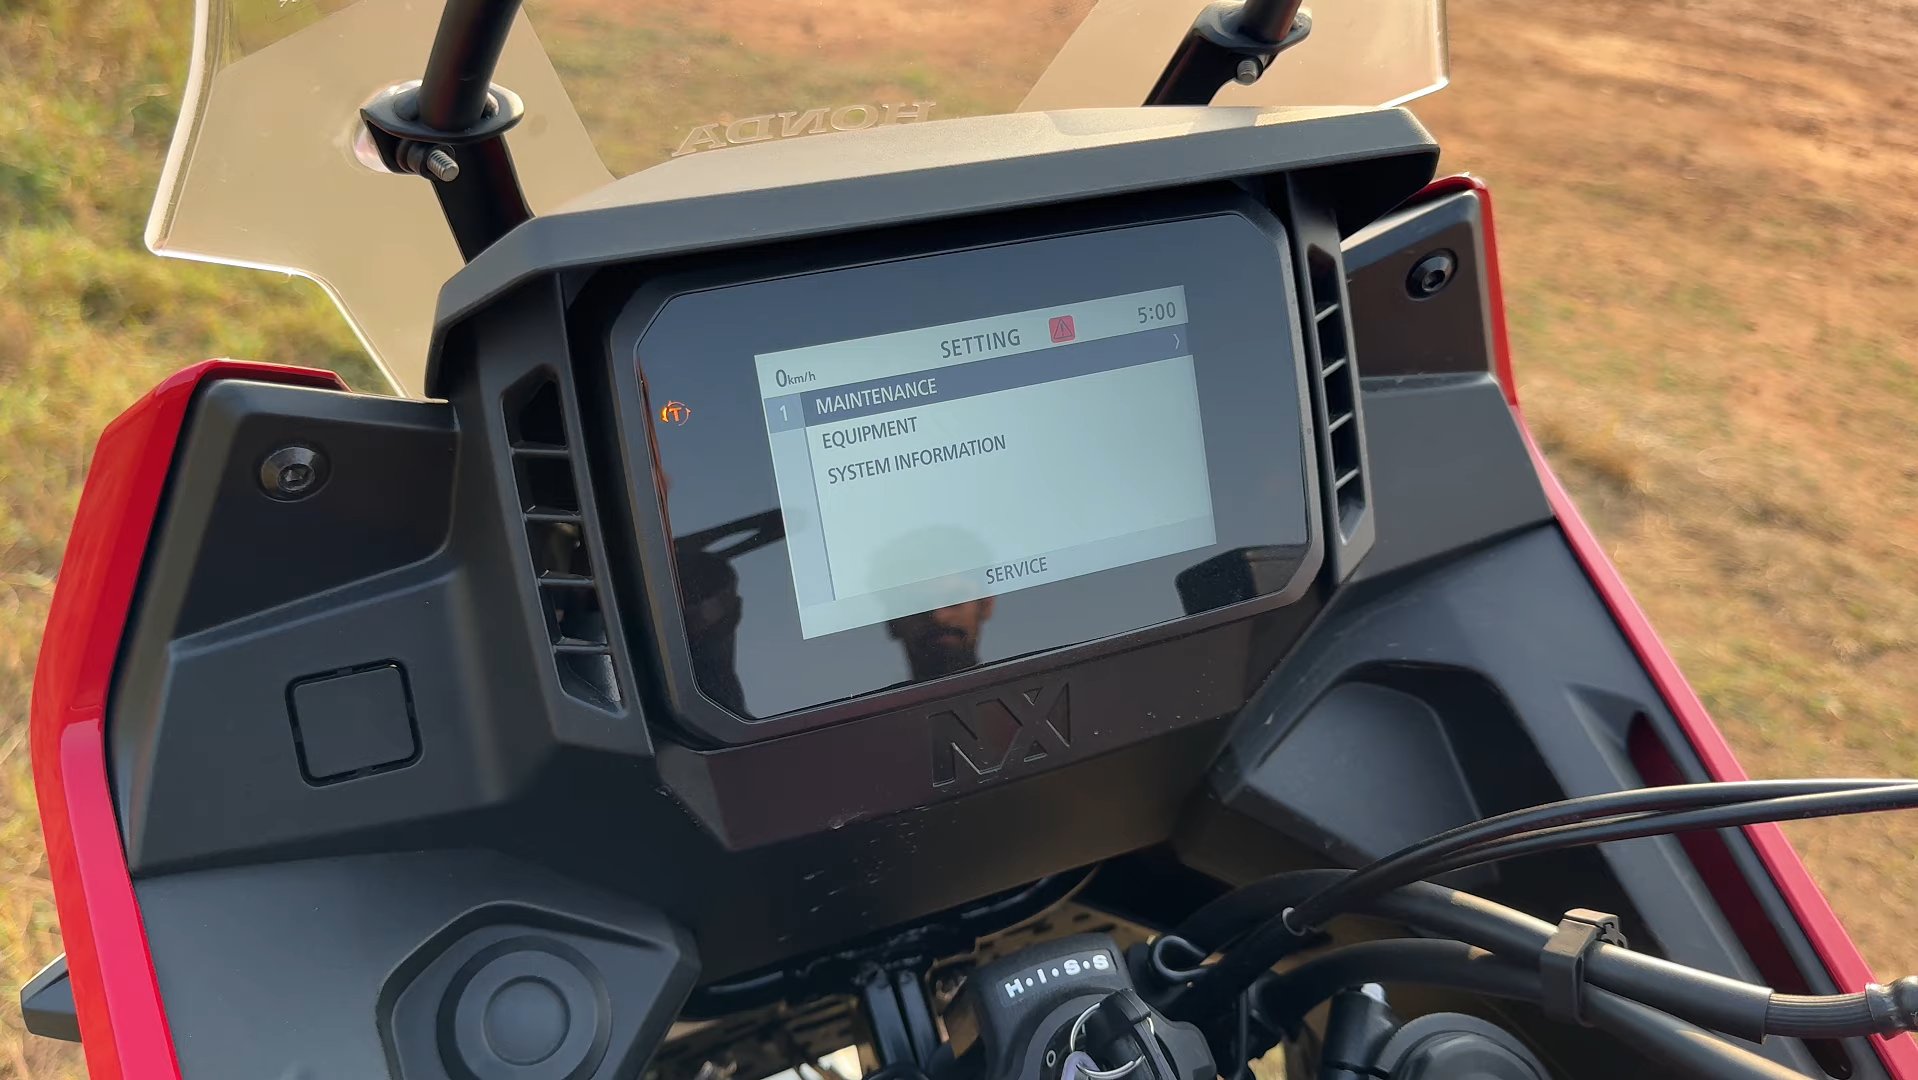 HONDA
SETTING
5:00
0km/h
1
MAINTENANCE
EQUIPMENT
SYSTEM INFORMATION
SERVICE
T
NX
H·I·S·S